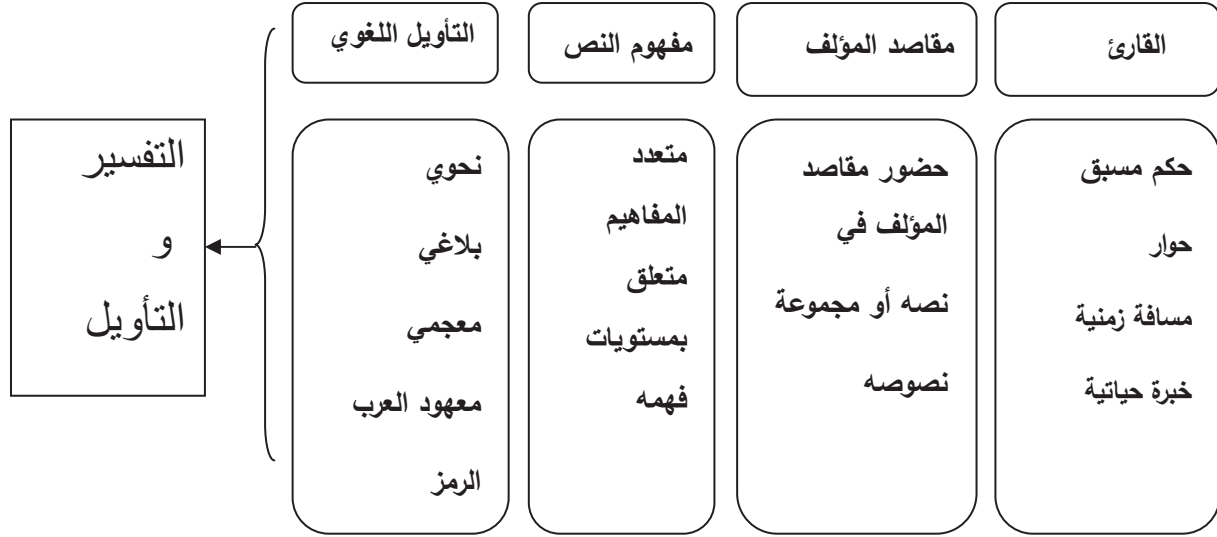 القارئ
مقاصد المؤلف
مفهوم النص
التأويل اللغوي
حكم مسبق
حوار
مسافة زمنية
خبرة حياتية
حضور مقاصد
المؤلف في
نصه أو مجموعة
نصوصه
متعدد
المفاهيم
متعلق
بمستويات
فهمه
نحوي
بلاغي
معجمي
معهود العرب
الرمز
التفسير
و
التأويل